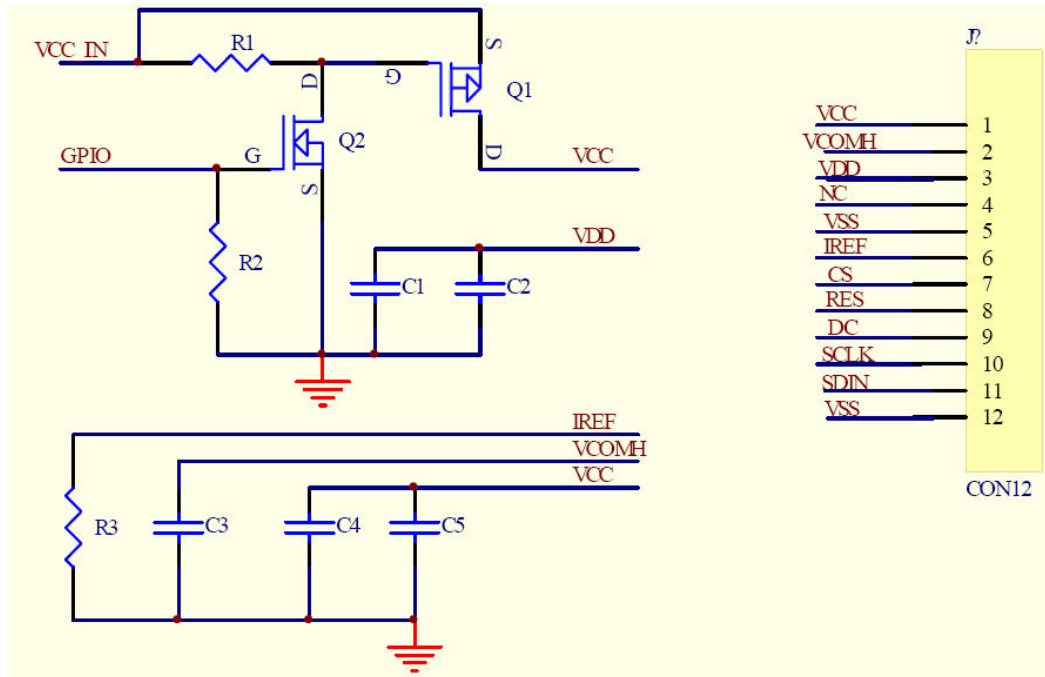 VCC IN
R1
D
G
S
Q1
D
VCC
GPIO
G
Q2
S
R2
VDD
C1
C2
IREF
VCOMH
VCC
R3
C3
C4
C5
J?
VCC 1
VCOMH 2
VDD 3
NC 4
VSS 5
IREF 6
CS 7
RES 8
DC 9
SCLK 10
SDIN 11
VSS 12
CON12